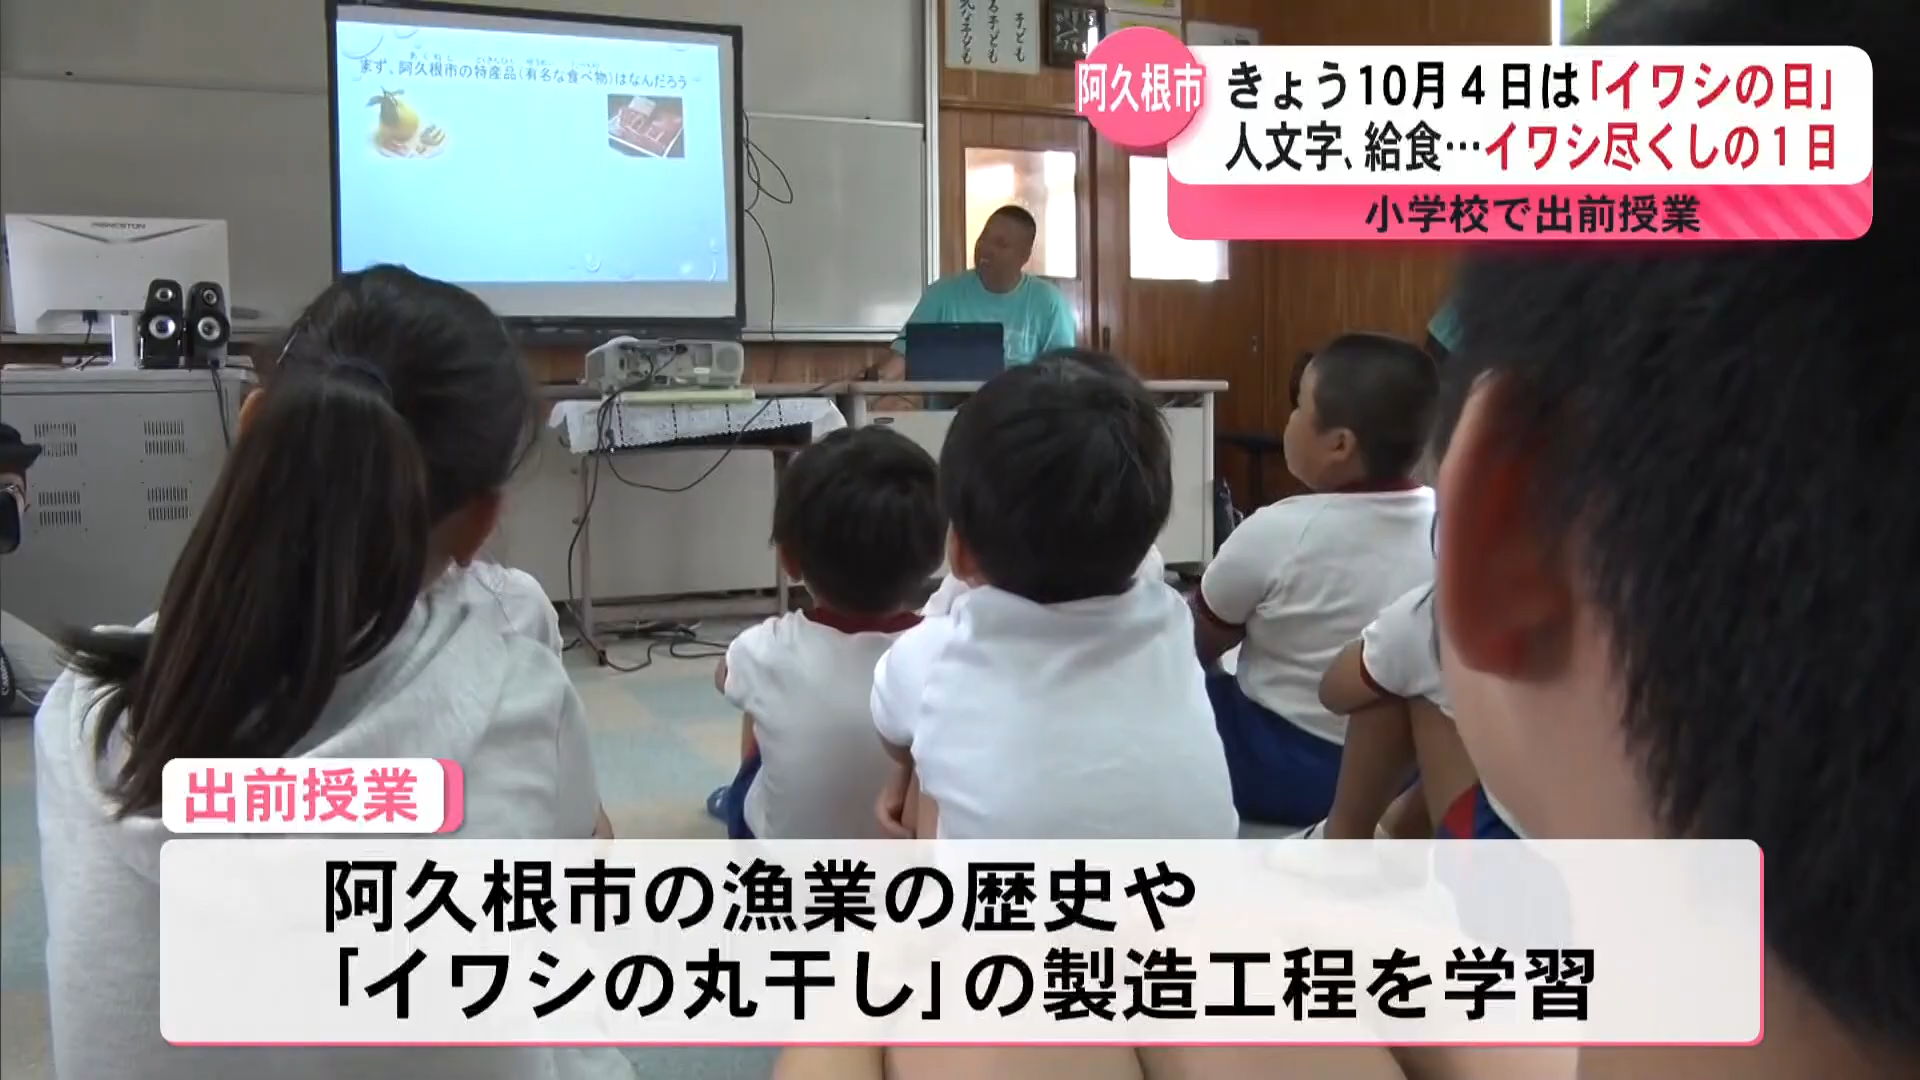 まず、阿久根市の特産品(有名な食べ物)はなんだろう
子ども
阿久根市
きょう10月4日は「イワシの日」
人文字、給食…イワシ尽くしの1日
小学校で出前授業
PRINCETON
出前授業
阿久根市の漁業の歴史や
「イワシの丸干し」の製造工程を学習